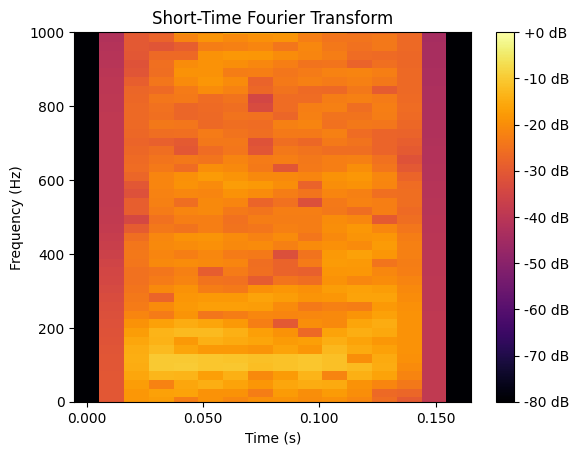 Short-Time Fourier Transform
Frequency (Hz)
1000
800
600
400
200
0
0.000
0.050
0.100
0.150
Time (s)
+0 dB
-10 dB
-20 dB
-30 dB
-40 dB
-50 dB
-60 dB
-70 dB
-80 dB